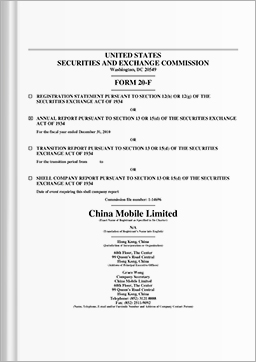 UNITED STATES
SECURITIES AND EXCHANGE COMMISSION
Washington, DC 20549
FORM 20-F
☐ REGISTRATION STATEMENT PURSUANT TO SECTION 12(b) OR 12(g) OF THE
SECURITIES EXCHANGE ACT OF 1934
OR
☒ ANNUAL REPORT PURSUANT TO SECTION 13 OR 15(d) OF THE SECURITIES EXCHANGE
ACT OF 1934
For the fiscal year ended December 31, 2010
OR
☐ TRANSITION REPORT PURSUANT TO SECTION 13 OR 15(d) OF THE SECURITIES
EXCHANGE ACT OF 1934
For the transition period from to
OR
☐ SHELL COMPANY REPORT PURSUANT TO SECTION 13 OR 15(d) OF THE SECURITIES
EXCHANGE ACT OF 1934
Date of event requiring this shell company report
Commission file number: 1-14696
China Mobile Limited
(Exact Name of Registrant as Specified in Its Charter)
N/A
(Translation of Registrant's Name into English)
Hong Kong, China
(Jurisdiction of Incorporation or Organization)
60th Floor, The Center
99 Queen's Road Central
Hong Kong, China
(Address of Principal Executive Offices)
Grace Wong
Company Secretary
China Mobile Limited
60th Floor, The Center
99 Queen's Road Central
Hong Kong, China
Telephone: (852) 3121-8888
Fax: (852) 2511-9092
(Name, Telephone, E-mail and/or Facsimile Number and Address of Company Contact Person)